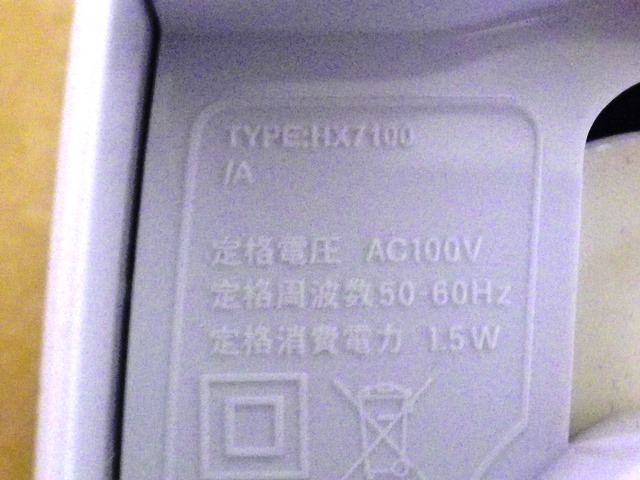 TYPE:HX7100
/A
定格電圧 AC100V
定格周波数50-60Hz
定格消費電力 1.5W